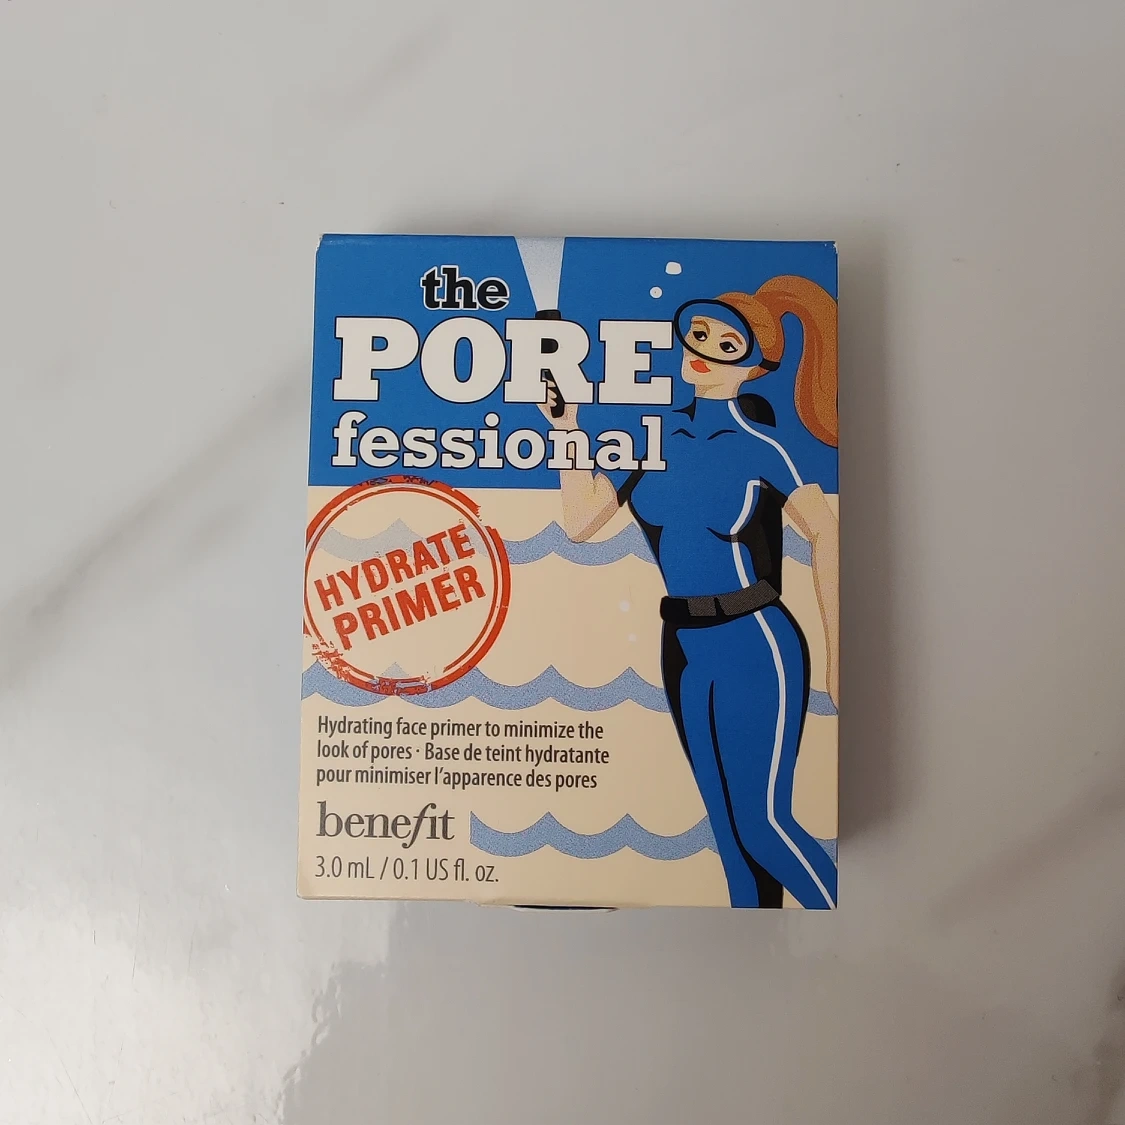 the
PORE
fessional
HYDRATE
PRIMER
Hydrating face primer to minimize the
look of pores · Base de teint hydratante
pour minimiser l'apparence des pores
benefit
3.0 mL / 0.1 US fl. oz.